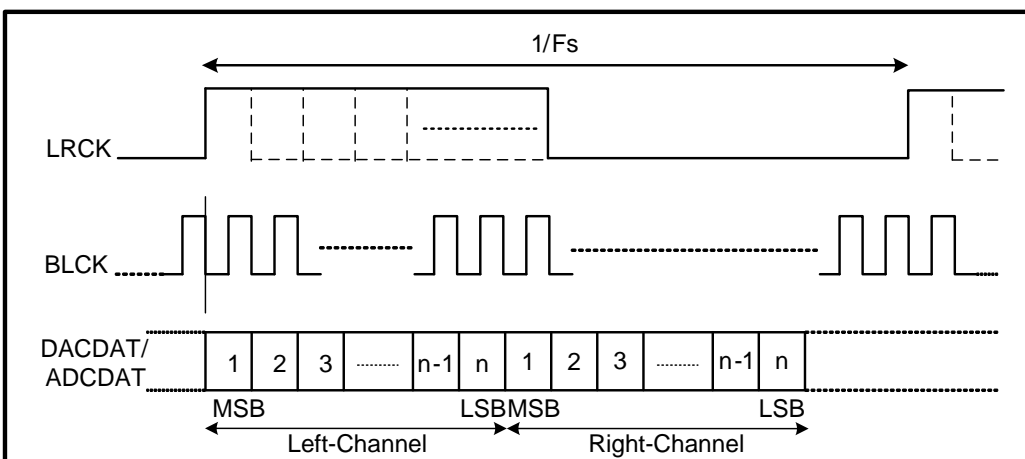 1/Fs
LRCK
BLCK
DACDAT/
ADCDAT
1 2 3 n-1 n 1 2 3 n-1 n
MSB LSB MSB LSB
Left-Channel Right-Channel